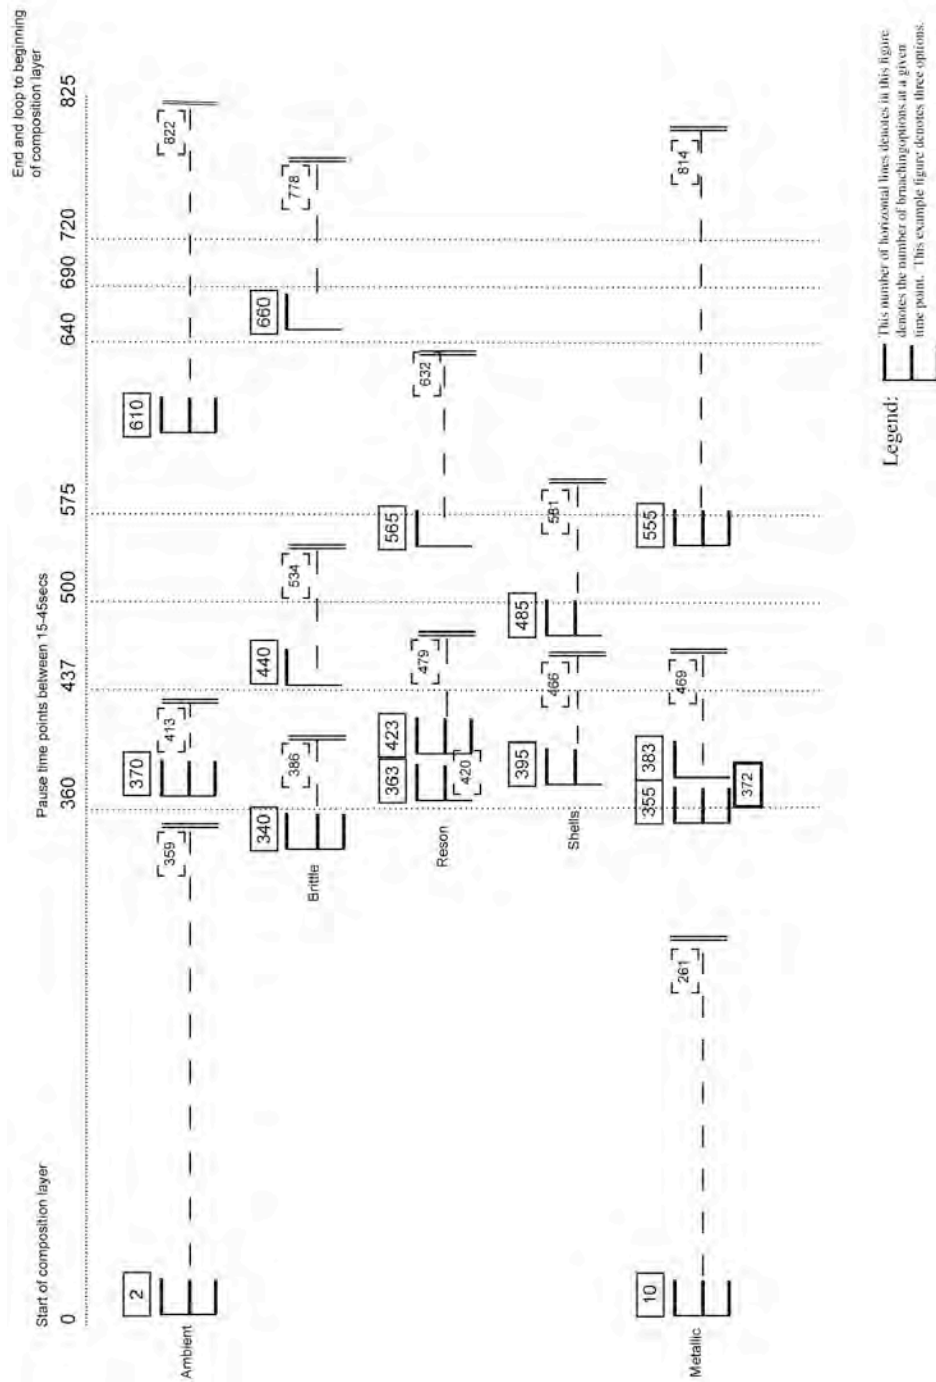 Start of composition layer
Pause time points between 15-45secs
End and loop to beginning
of composition layer
0 360 437 500 575 640 690 720 825
2 370 610
359 413 822
Ambient
340 440 660
386 534 778
Brittle
363 423 565
420 479 632
Reson
395 485
466 581
Shells
10 355 383 555
261 469 814
Metallic
372
Legend:
This number of horizontal lines denotes in this figure
denotes the number of brnachingoptions at a given
time point. This example figure denotes three options.